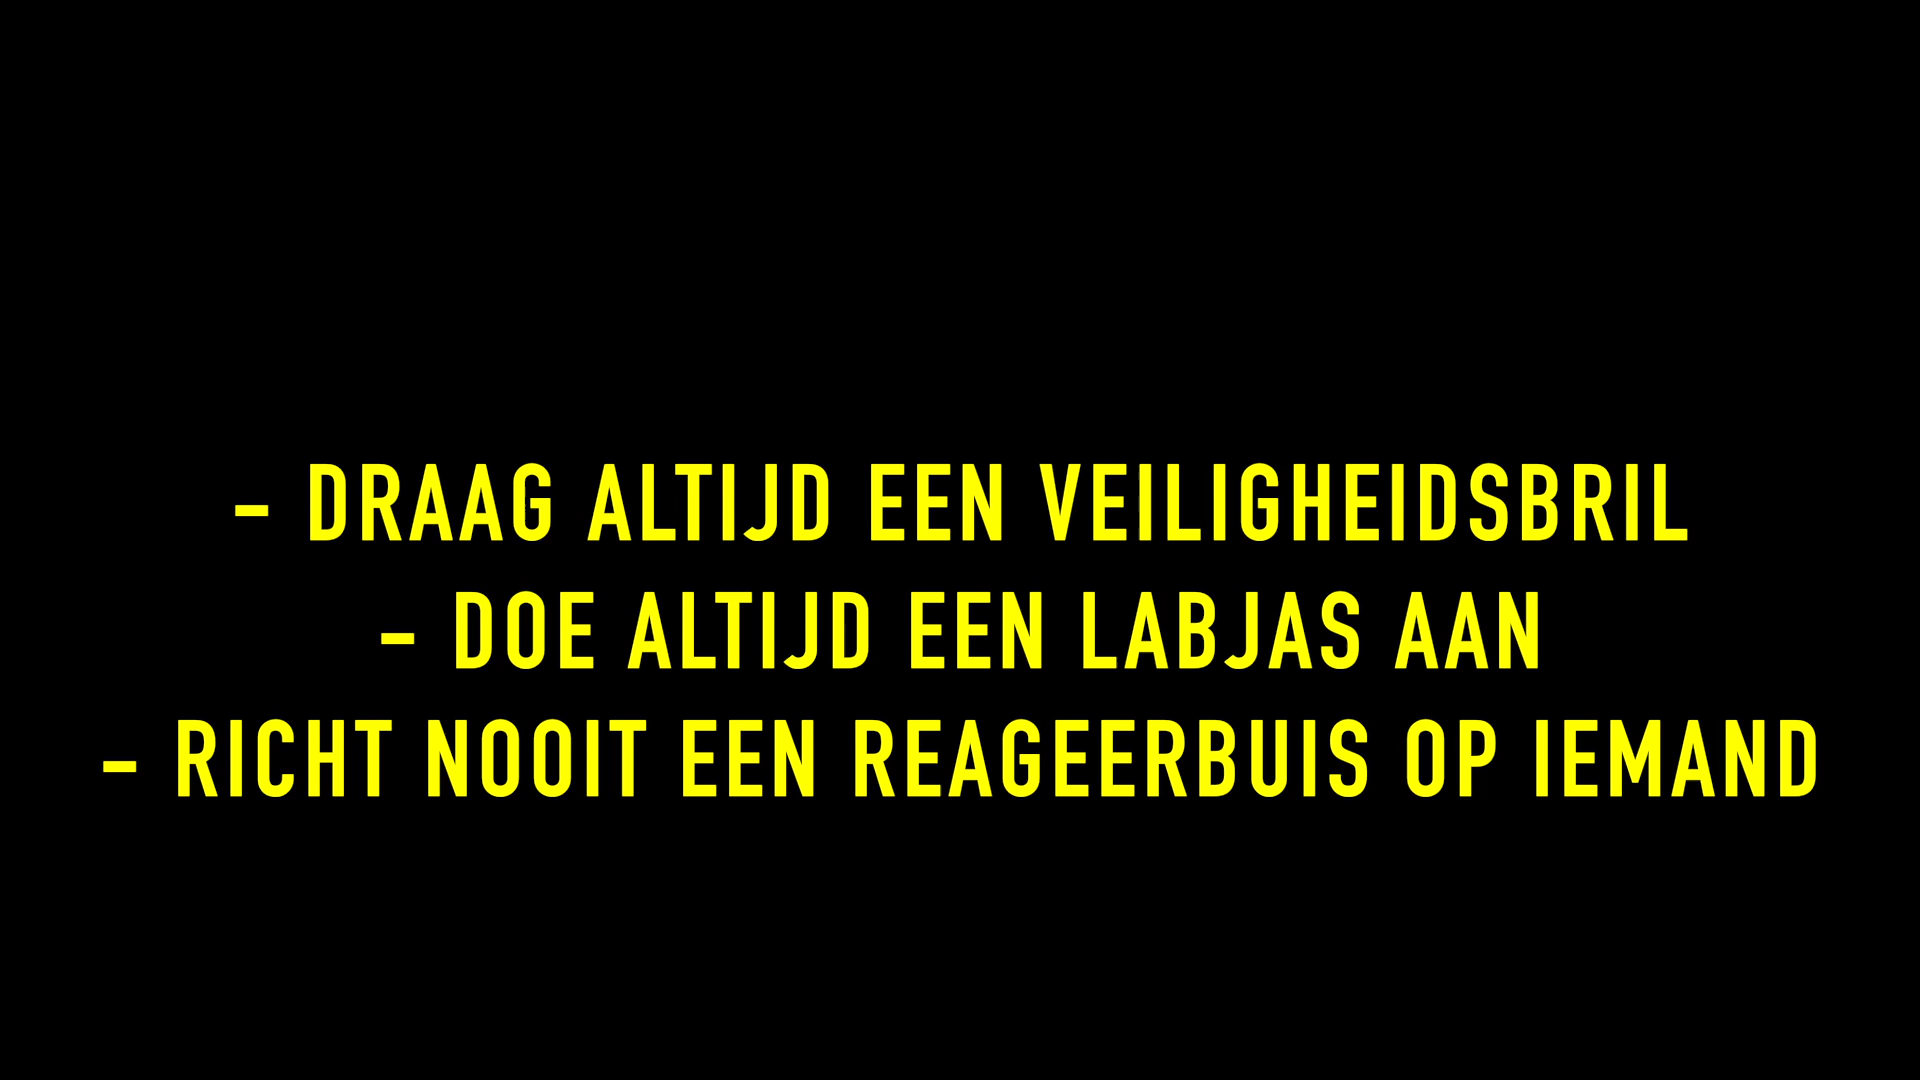 - DRAAG ALTIJD EEN VEILIGHEIDSBRIL
- DOE ALTIJD EEN LABJAS AAN
- RICHT NOOIT EEN REAGEERBUIS OP IEMAND